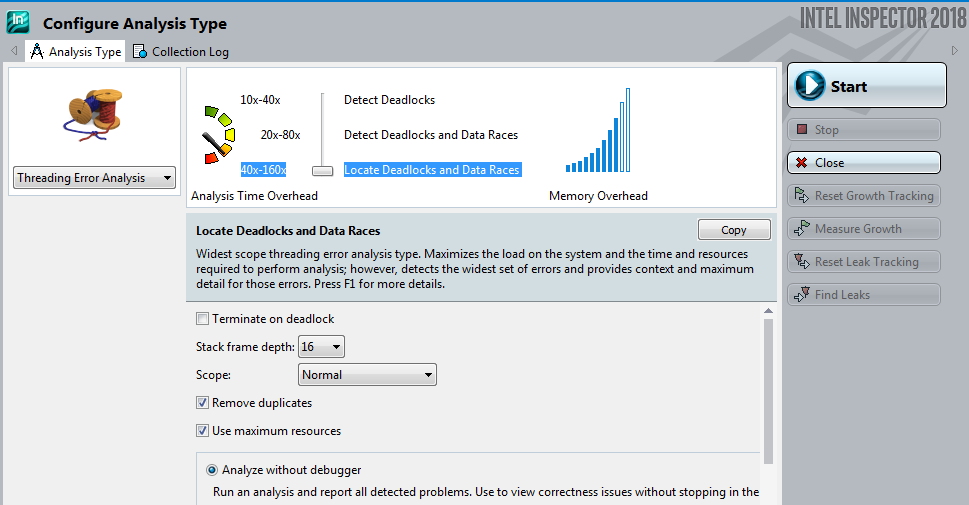 In
Configure Analysis Type
INTEL INSPECTOR 2018
Analysis Type
Collection Log
Threading Error Analysis
10x-40x
Detect Deadlocks
20x-80x
Detect Deadlocks and Data Races
40x-160x
Locate Deadlocks and Data Races
Analysis Time Overhead
Memory Overhead
Locate Deadlocks and Data Races
Copy
Widest scope threading error analysis type. Maximizes the load on the system and the time and resources
required to perform analysis; however, detects the widest set of errors and provides context and maximum
detail for those errors. Press F1 for more details.
Terminate on deadlock
Stack frame depth: 16
Scope: Normal
Remove duplicates
Use maximum resources
Analyze without debugger
Run an analysis and report all detected problems. Use to view correctness issues without stopping in the
Start
Stop
Close
Reset Growth Tracking
Measure Growth
Reset Leak Tracking
Find Leaks